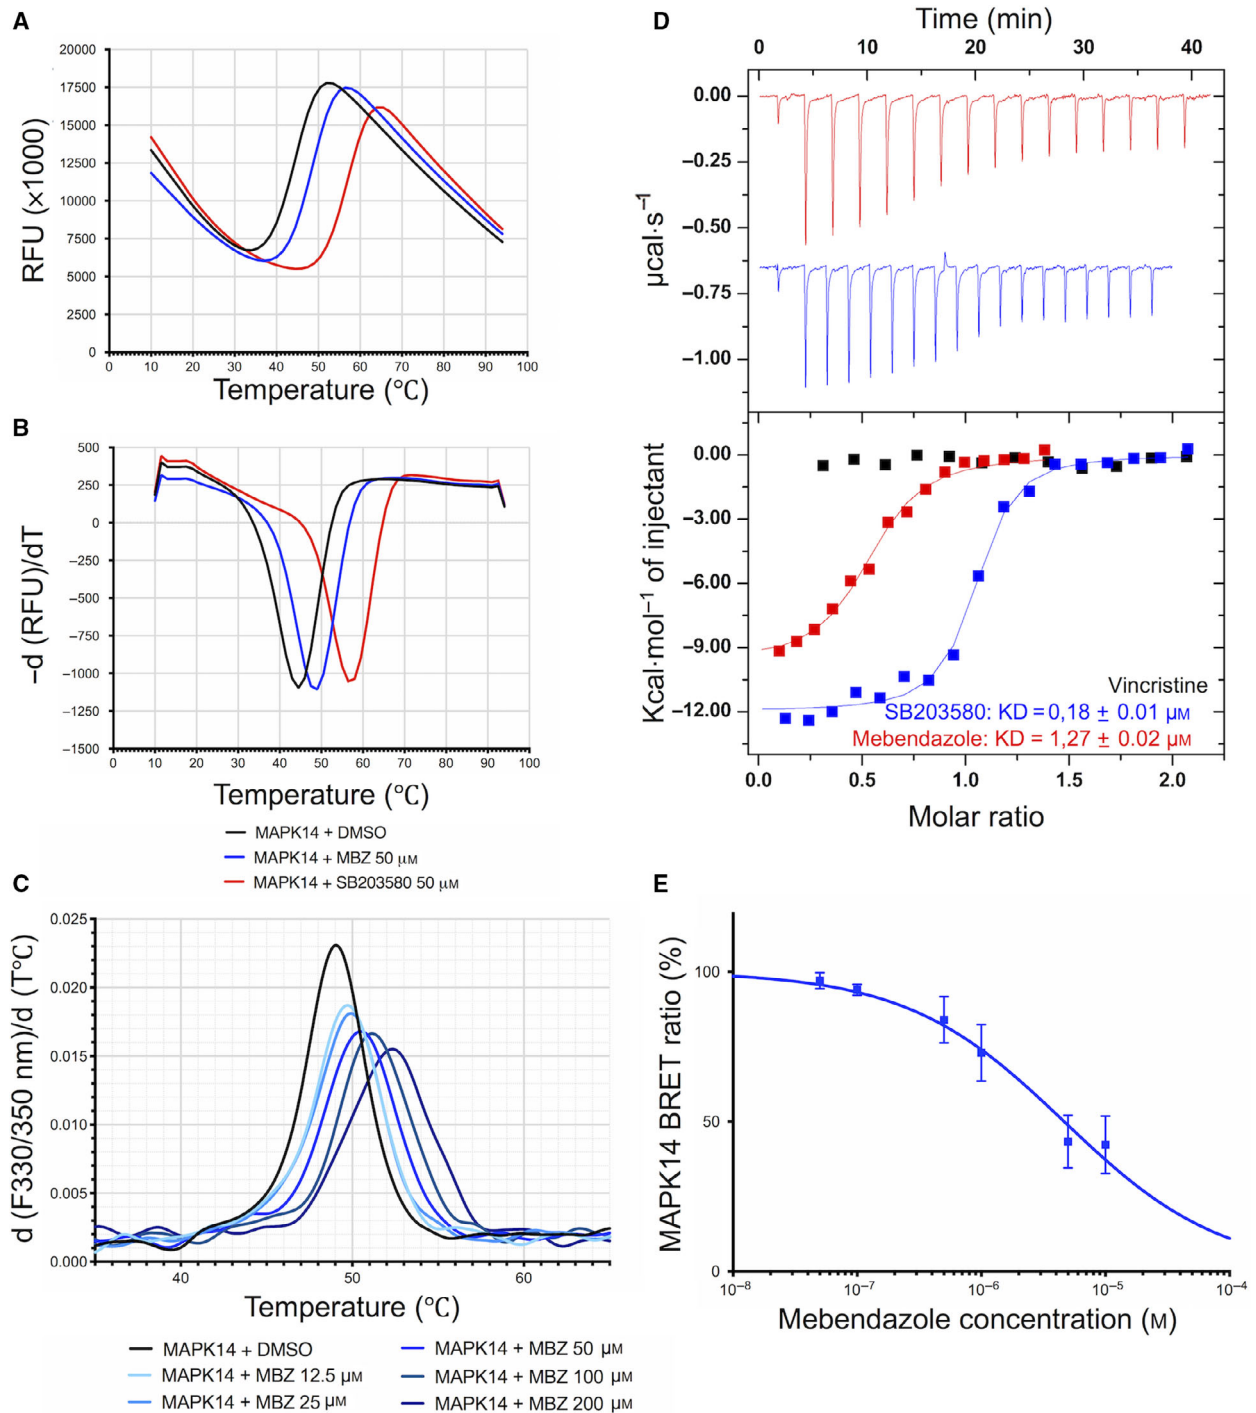 A
RFU (×1000)
20000
17500
15000
12500
10000
7500
5000
2500
0
0 10 20 30 40 50 60 70 80 90 100
Temperature (°C)
B
–d (RFU)/dT
500
250
0
–250
–500
–750
–1000
–1250
–1500
0 10 20 30 40 50 60 70 80 90 100
Temperature (°C)
MAPK14 + DMSO
MAPK14 + MBZ 50 µM
MAPK14 + SB203580 50 µM
C
d (F330/350 nm)/d (T°C)
0.025
0.020
0.015
0.010
0.005
0.000
40 50 60
Temperature (°C)
MAPK14 + DMSO
MAPK14 + MBZ 12.5 µM
MAPK14 + MBZ 25 µM
MAPK14 + MBZ 50 µM
MAPK14 + MBZ 100 µM
MAPK14 + MBZ 200 µM
D
Time (min)
0 10 20 30 40
µcal·s⁻¹
0.00
–0.25
–0.50
–0.75
–1.00
Kcal·mol⁻¹ of injectant
0.00
–3.00
–6.00
–9.00
–12.00
Vincristine
SB203580: KD = 0,18 ± 0.01 µM
Mebendazole: KD = 1,27 ± 0.02 µM
0.0 0.5 1.0 1.5 2.0
Molar ratio
E
MAPK14 BRET ratio (%)
100
50
0
10⁻⁸ 10⁻⁷ 10⁻⁶ 10⁻⁵ 10⁻⁴
Mebendazole concentration (M)